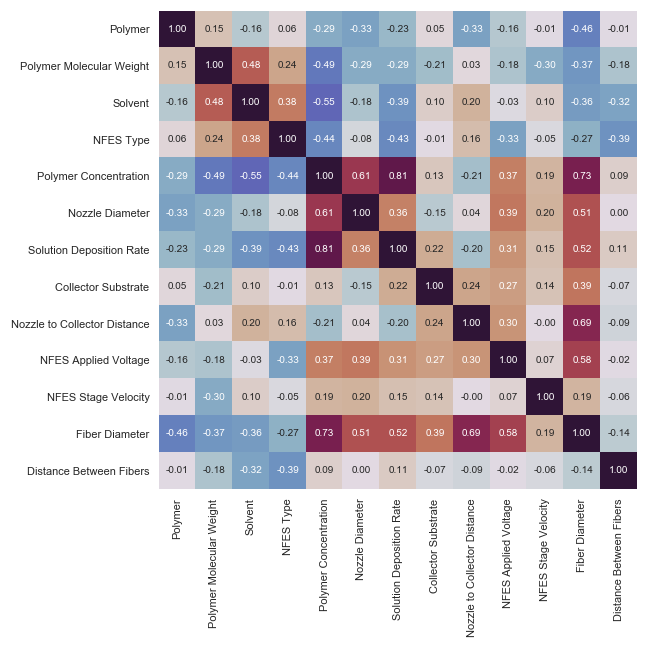 Polymer 1.00 0.15 -0.16 0.06 -0.29 -0.33 -0.23 0.05 -0.33 -0.16 -0.01 -0.46 -0.01
Polymer Molecular Weight 0.15 1.00 0.48 0.24 -0.49 -0.29 -0.29 -0.21 0.03 -0.18 -0.30 -0.37 -0.18
Solvent -0.16 0.48 1.00 0.38 -0.55 -0.18 -0.39 0.10 0.20 -0.03 0.10 -0.36 -0.32
NFES Type 0.06 0.24 0.38 1.00 -0.44 -0.08 -0.43 -0.01 0.16 -0.33 -0.05 -0.27 -0.39
Polymer Concentration -0.29 -0.49 -0.55 -0.44 1.00 0.61 0.81 0.13 -0.21 0.37 0.19 0.73 0.09
Nozzle Diameter -0.33 -0.29 -0.18 -0.08 0.61 1.00 0.36 -0.15 0.04 0.39 0.20 0.51 0.00
Solution Deposition Rate -0.23 -0.29 -0.39 -0.43 0.81 0.36 1.00 0.22 -0.20 0.31 0.15 0.52 0.11
Collector Substrate 0.05 -0.21 0.10 -0.01 0.13 -0.15 0.22 1.00 0.24 0.27 0.14 0.39 -0.07
Nozzle to Collector Distance -0.33 0.03 0.20 0.16 -0.21 0.04 -0.20 0.24 1.00 0.30 -0.00 0.69 -0.09
NFES Applied Voltage -0.16 -0.18 -0.03 -0.33 0.37 0.39 0.31 0.27 0.30 1.00 0.07 0.58 -0.02
NFES Stage Velocity -0.01 -0.30 0.10 -0.05 0.19 0.20 0.15 0.14 -0.00 0.07 1.00 0.19 -0.06
Fiber Diameter -0.46 -0.37 -0.36 -0.27 0.73 0.51 0.52 0.39 0.69 0.58 0.19 1.00 -0.14
Distance Between Fibers -0.01 -0.18 -0.32 -0.39 0.09 0.00 0.11 -0.07 -0.09 -0.02 -0.06 -0.14 1.00
Polymer
Polymer Molecular Weight
Solvent
NFES Type
Polymer Concentration
Nozzle Diameter
Solution Deposition Rate
Collector Substrate
Nozzle to Collector Distance
NFES Applied Voltage
NFES Stage Velocity
Fiber Diameter
Distance Between Fibers